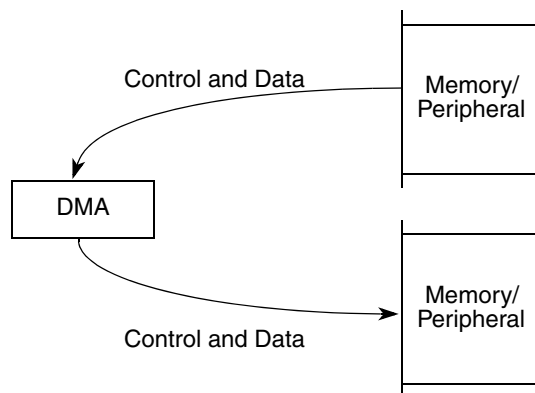 Control and Data
Memory/
Peripheral
DMA
Memory/
Peripheral
Control and Data